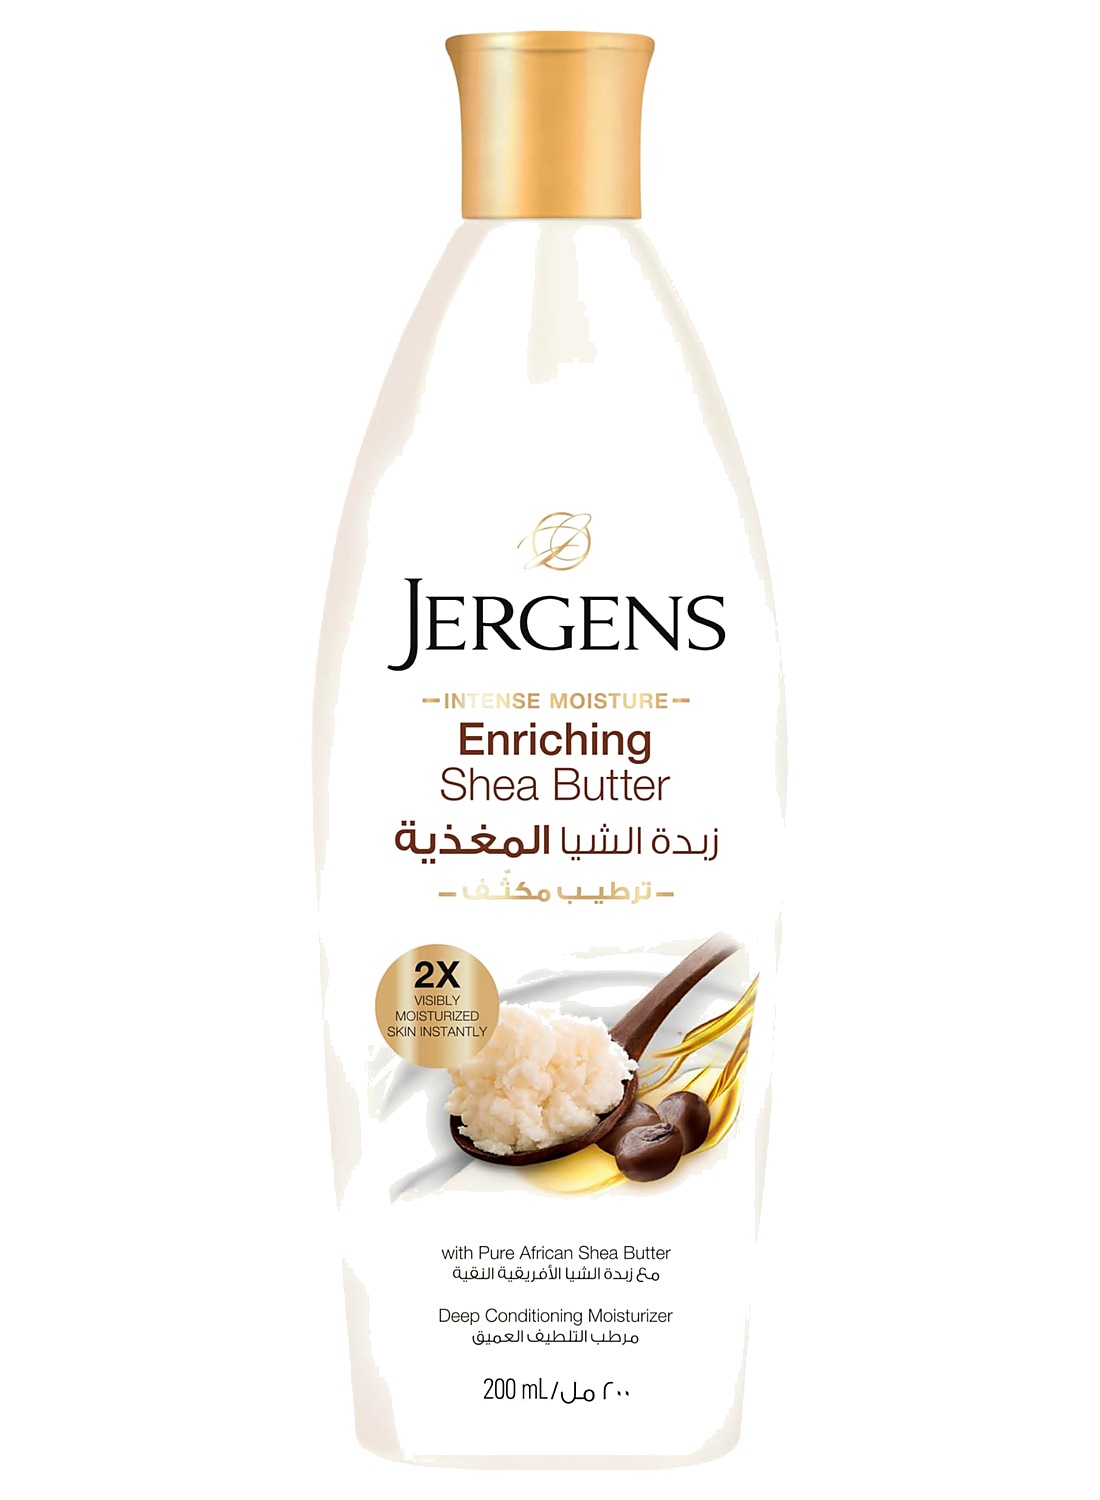 JERGENS
INTENSE MOISTURE
Enriching
Shea Butter
زبدة الشيا المغذية
ترطيب مكثّف
2X
VISIBLY
MOISTURIZED
SKIN INSTANTLY
with Pure African Shea Butter
مع زبدة الشيا الأفريقية النقية
Deep Conditioning Moisturizer
مرطب التلطيف العميق
200 mL/٢٠٠ مل